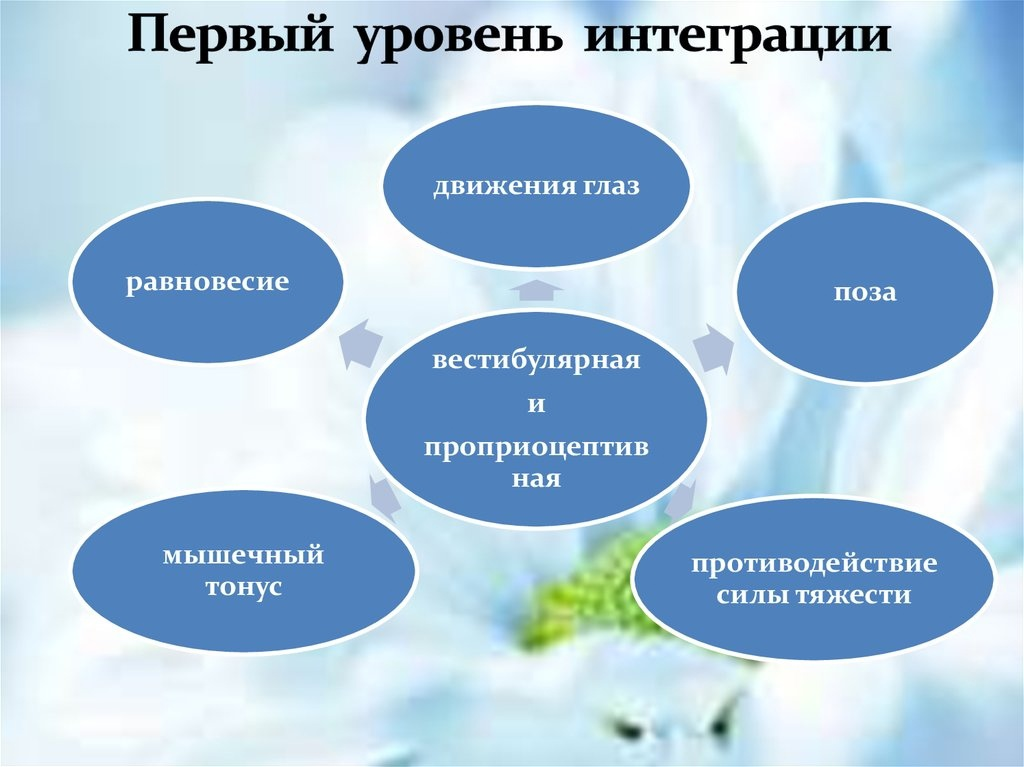 Первый уровень интеграции
движения глаз
равновесие
поза
вестибулярная
и
проприоцептив
ная
мышечный
тонус
противодействие
силы тяжести